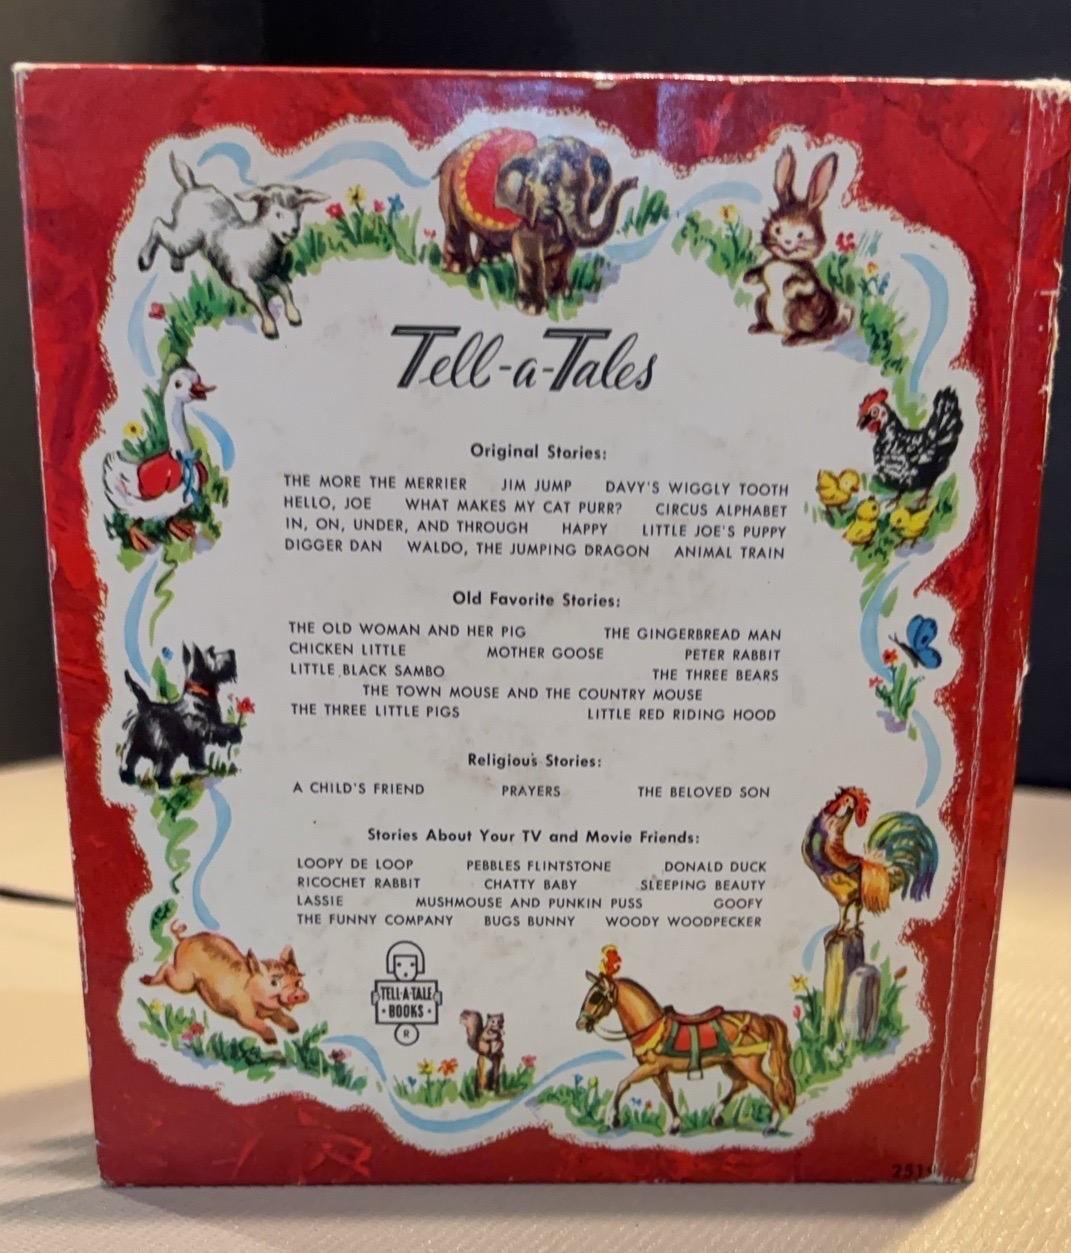 Tell-a-Tales
Original Stories:
THE MORE THE MERRIER JIM JUMP DAVY'S WIGGLY TOOTH
HELLO, JOE WHAT MAKES MY CAT PURR? CIRCUS ALPHABET
IN, ON, UNDER, AND THROUGH HAPPY LITTLE JOE'S PUPPY
DIGGER DAN WALDO, THE JUMPING DRAGON ANIMAL TRAIN
Old Favorite Stories:
THE OLD WOMAN AND HER PIG THE GINGERBREAD MAN
CHICKEN LITTLE MOTHER GOOSE PETER RABBIT
LITTLE BLACK SAMBO THE THREE BEARS
THE TOWN MOUSE AND THE COUNTRY MOUSE
THE THREE LITTLE PIGS LITTLE RED RIDING HOOD
Religious Stories:
A CHILD'S FRIEND PRAYERS THE BELOVED SON
Stories About Your TV and Movie Friends:
LOOPY DE LOOP PEBBLES FLINTSTONE DONALD DUCK
RICOCHET RABBIT CHATTY BABY SLEEPING BEAUTY
LASSIE MUSHMOUSE AND PUNKIN PUSS GOOFY
THE FUNNY COMPANY BUGS BUNNY WOODY WOODPECKER
TELL-A-TALE
• BOOKS •
R